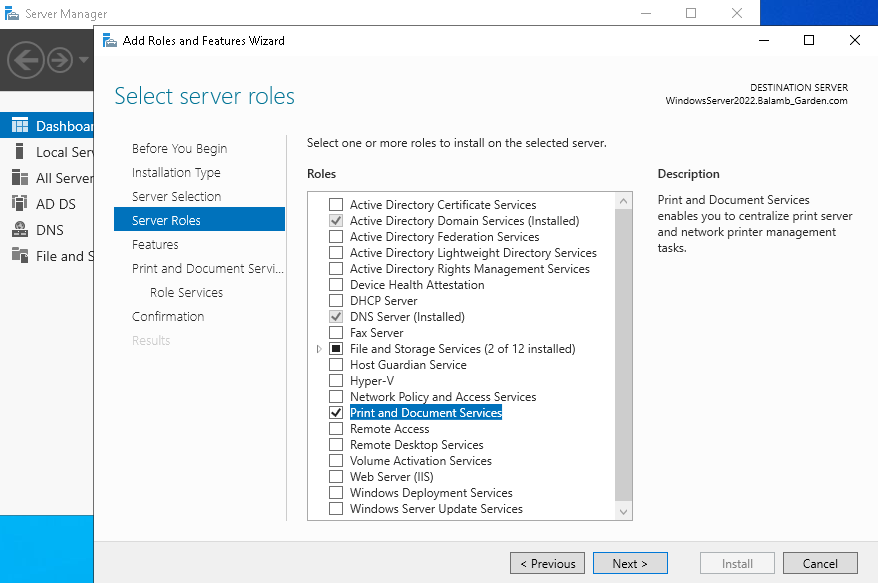 Server Manager
Add Roles and Features Wizard
Select server roles
DESTINATION SERVER
WindowsServer2022.Balamb_Garden.com
Dashboar
Local Serv
All Server
AD DS
DNS
File and S
Before You Begin
Installation Type
Server Selection
Server Roles
Features
Print and Document Servi...
Role Services
Confirmation
Results
Select one or more roles to install on the selected server.
Roles
Active Directory Certificate Services
Active Directory Domain Services (Installed)
Active Directory Federation Services
Active Directory Lightweight Directory Services
Active Directory Rights Management Services
Device Health Attestation
DHCP Server
DNS Server (Installed)
Fax Server
File and Storage Services (2 of 12 installed)
Host Guardian Service
Hyper-V
Network Policy and Access Services
Print and Document Services
Remote Access
Remote Desktop Services
Volume Activation Services
Web Server (IIS)
Windows Deployment Services
Windows Server Update Services
Description
Print and Document Services
enables you to centralize print server
and network printer management
tasks.
< Previous
Next >
Install
Cancel